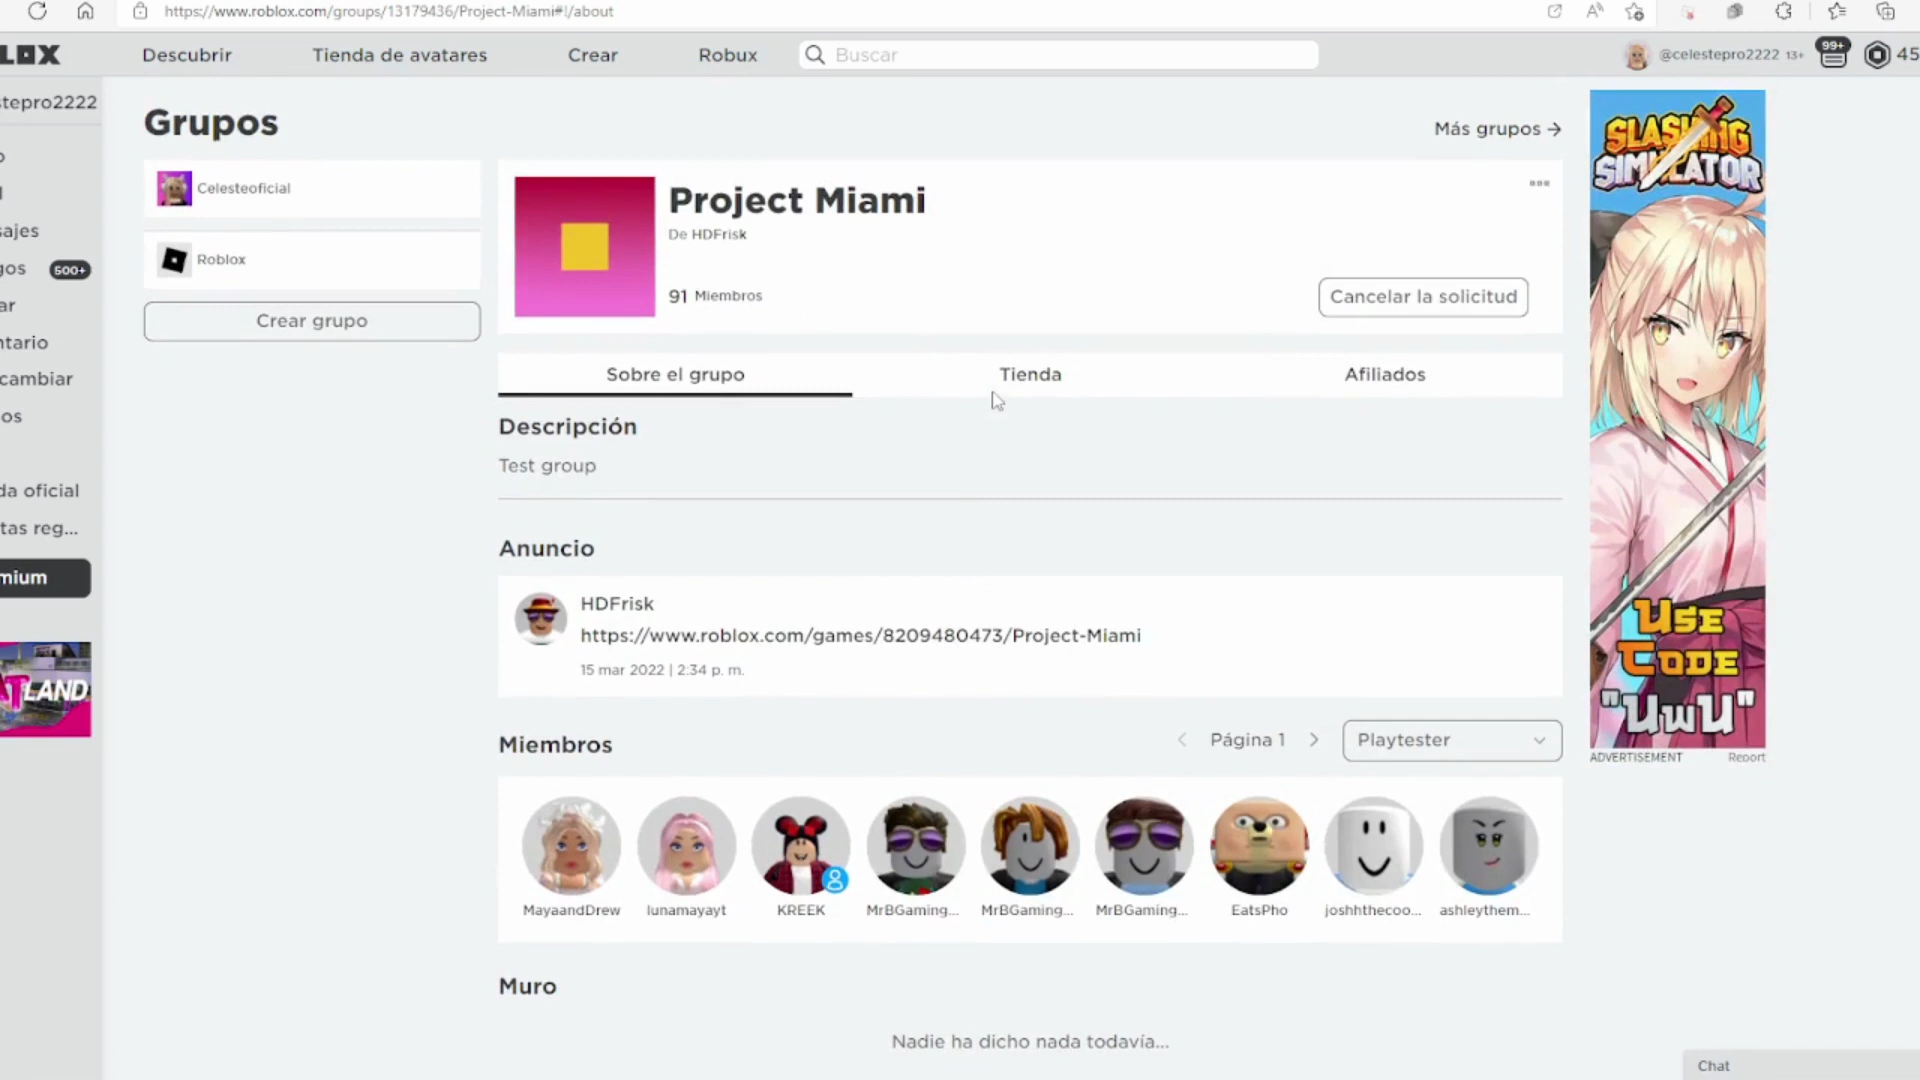 https://www.roblox.com/groups/13179436/Project-Miami#!/about
LOX
Descubrir
Tienda de avatares
Crear
Robux
Buscar
@celestepro2222 13+
99+
45
stepro2222
o
l
sajes
gos
500+
ar
ntario
cambiar
os
da oficial
tas reg...
mium
AT LAND
Grupos
Más grupos
Celesteoficial
Roblox
Crear grupo
Project Miami
De HDFrisk
91 Miembros
Cancelar la solicitud
Sobre el grupo
Tienda
Afiliados
Descripción
Test group
Anuncio
HDFrisk
https://www.roblox.com/games/8209480473/Project-Miami
15 mar 2022 | 2:34 p. m.
Miembros
Página 1
Playtester
MayaandDrew
lunamayayt
KREEK
MrBGaming...
MrBGaming...
MrBGaming...
EatsPho
joshhthecoo...
ashleythem...
Muro
Nadie ha dicho nada todavía...
SLASHING
SIMULATOR
USE
CODE
"UwU"
ADVERTISEMENT
Report
Chat